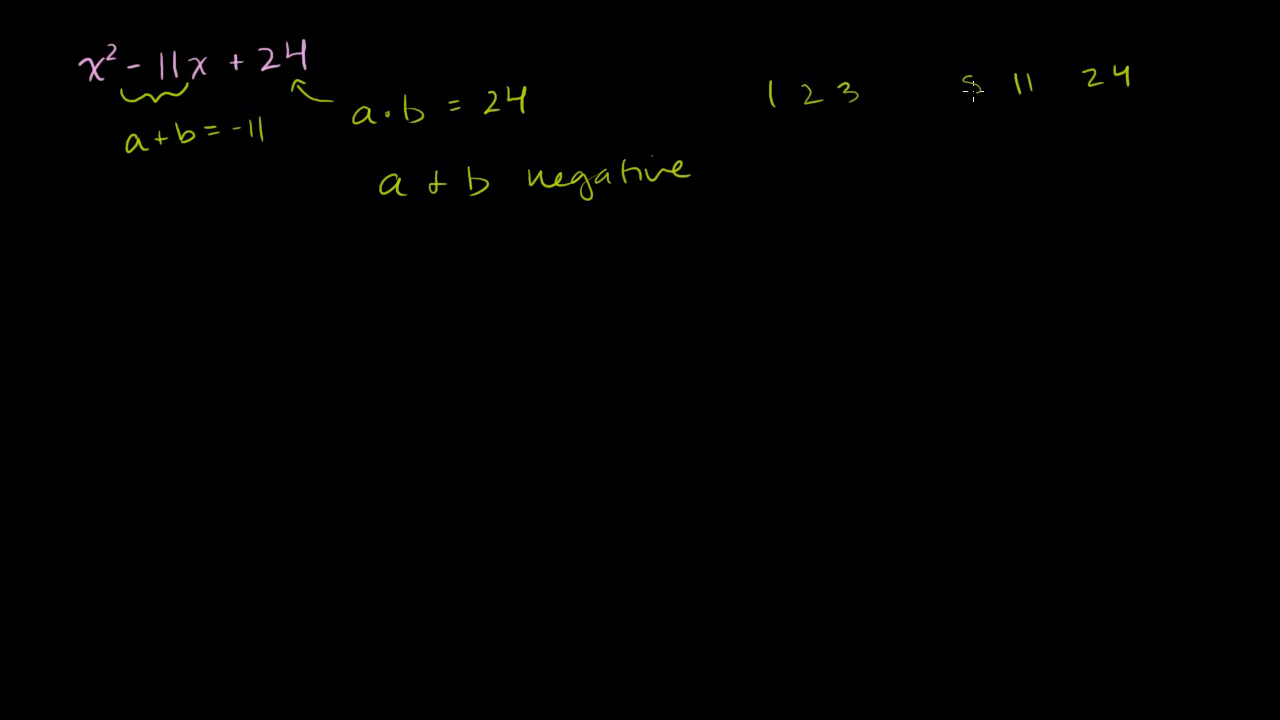 x² - 11x + 24
1 2 3 11 24
a · b = 24
a + b = -11
a + b negative